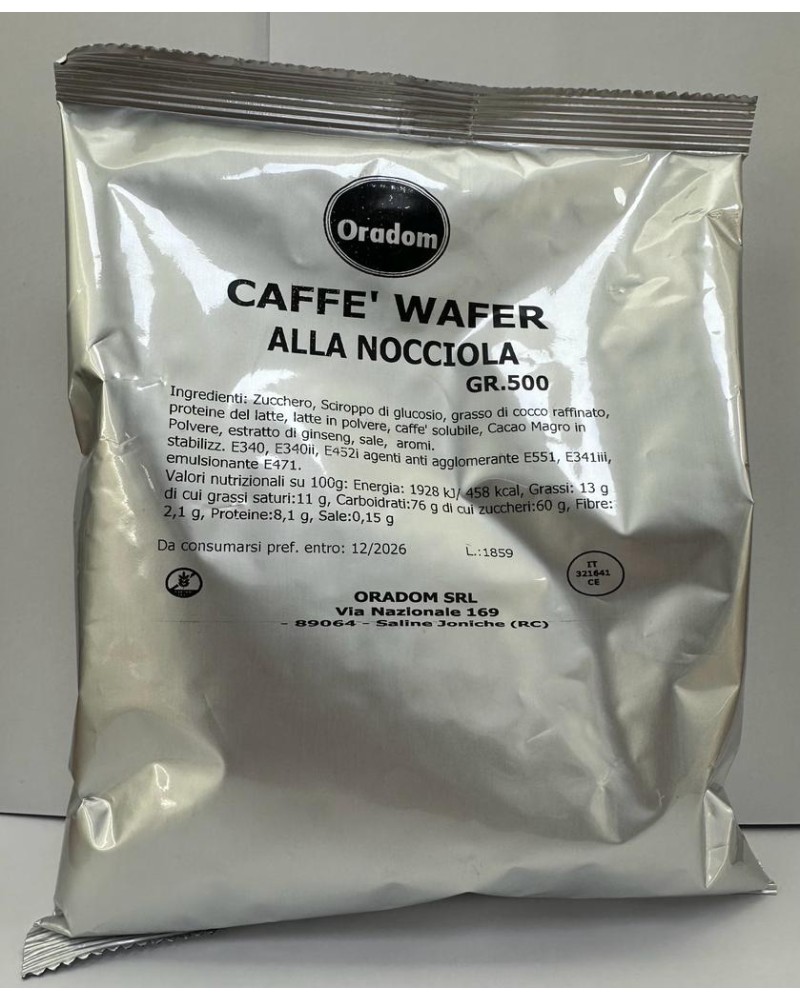 Oradom
CAFFE' WAFER
ALLA NOCCIOLA
GR.500
Ingredienti: Zucchero, Sciroppo di glucosio, grasso di cocco raffinato,
proteine del latte, latte in polvere, caffe' solubile, Cacao Magro in
Polvere, estratto di ginseng, sale, aromi.
stabilizz. E340, E340ii, E452i agenti anti agglomerante E551, E341iii,
emulsionante E471.
Valori nutrizionali su 100g: Energia: 1928 kJ/ 458 kcal, Grassi: 13 g
di cui grassi saturi:11 g, Carboidrati:76 g di cui zuccheri:60 g, Fibre:
2,1 g, Proteine:8,1 g, Sale:0,15 g
Da consumarsi pref. entro: 12/2026 L.:1859
IT
321641
CE
ORADOM SRL
Via Nazionale 169
- 89064 - Saline Joniche (RC)